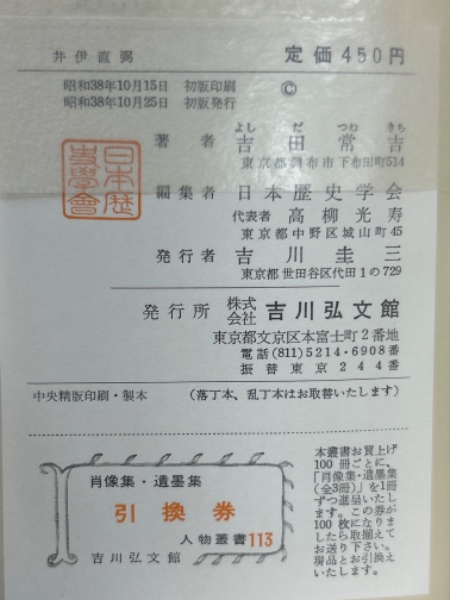 井伊直弼
定価450円
昭和38年10月15日 初版印刷
昭和38年10月25日 初版発行
©
よし だ つね きち
著者 吉田常吉
東京都調布市下布田町514
日本歴史學會
編集者 日本歴史学会
代表者 高柳光寿
東京都中野区城山町45
発行者 吉川圭三
東京都世田谷区代田1の729
発行所 株式会社 吉川弘文館
東京都文京区本富士町2番地
電話(811)5214・6908番
振替東京244番
中央精版印刷・製本 (落丁本、乱丁本はお取替いたします)
肖像集・遺墨集
引換券
人物叢書113
吉川弘文館
本叢書お買上げ
100冊ごとに、
「肖像集・遺墨集
(全3冊)」を1冊
ずつ進呈いたし
ます。この券が
100枚になりま
したら取揃えて
お送り下さい。
現品とお引換え
いたします。